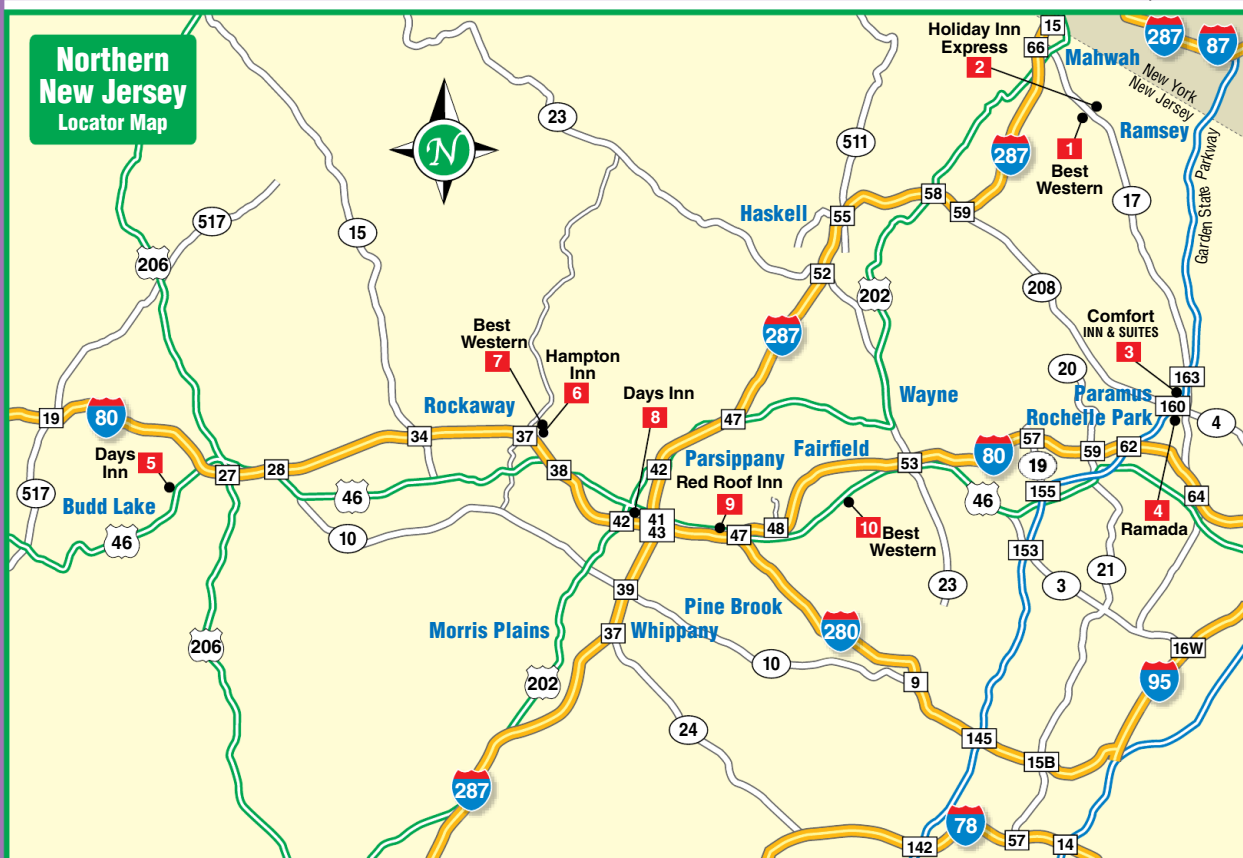 Northern
New Jersey
Locator Map
N
Holiday Inn
Express
2
15
66
Mahwah
287
87
New York
New Jersey
Ramsey
1
Best
Western
287
Garden State Parkway
17
23
511
517
15
206
Haskell
55
58
59
52
202
208
287
Comfort
INN & SUITES
3
163
20
Paramus
160
Rochelle Park
4
Best
Western
7
Hampton
Inn
6
Rockaway
Days Inn
8
Wayne
19
80
34
37
47
Fairfield
80
57
59
62
19
Days
Inn
5
27
28
38
42
Parsippany
Red Roof Inn
9
53
46
155
64
517
Budd Lake
46
46
10
42
41
43
47
48
10
Best
Western
4
Ramada
153
3
21
23
39
Pine Brook
Morris Plains
37
Whippany
280
206
202
10
9
16W
95
24
145
15B
287
78
142
57
14